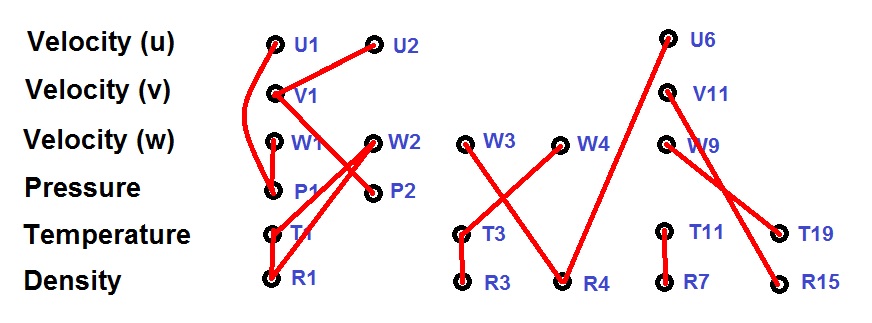 Velocity (u) U1 U2 U6
Velocity (v) V1 V11
Velocity (w) W1 W2 W3 W4 W9
Pressure P1 P2
Temperature T1 T3 T11 T19
Density R1 R3 R4 R7 R15